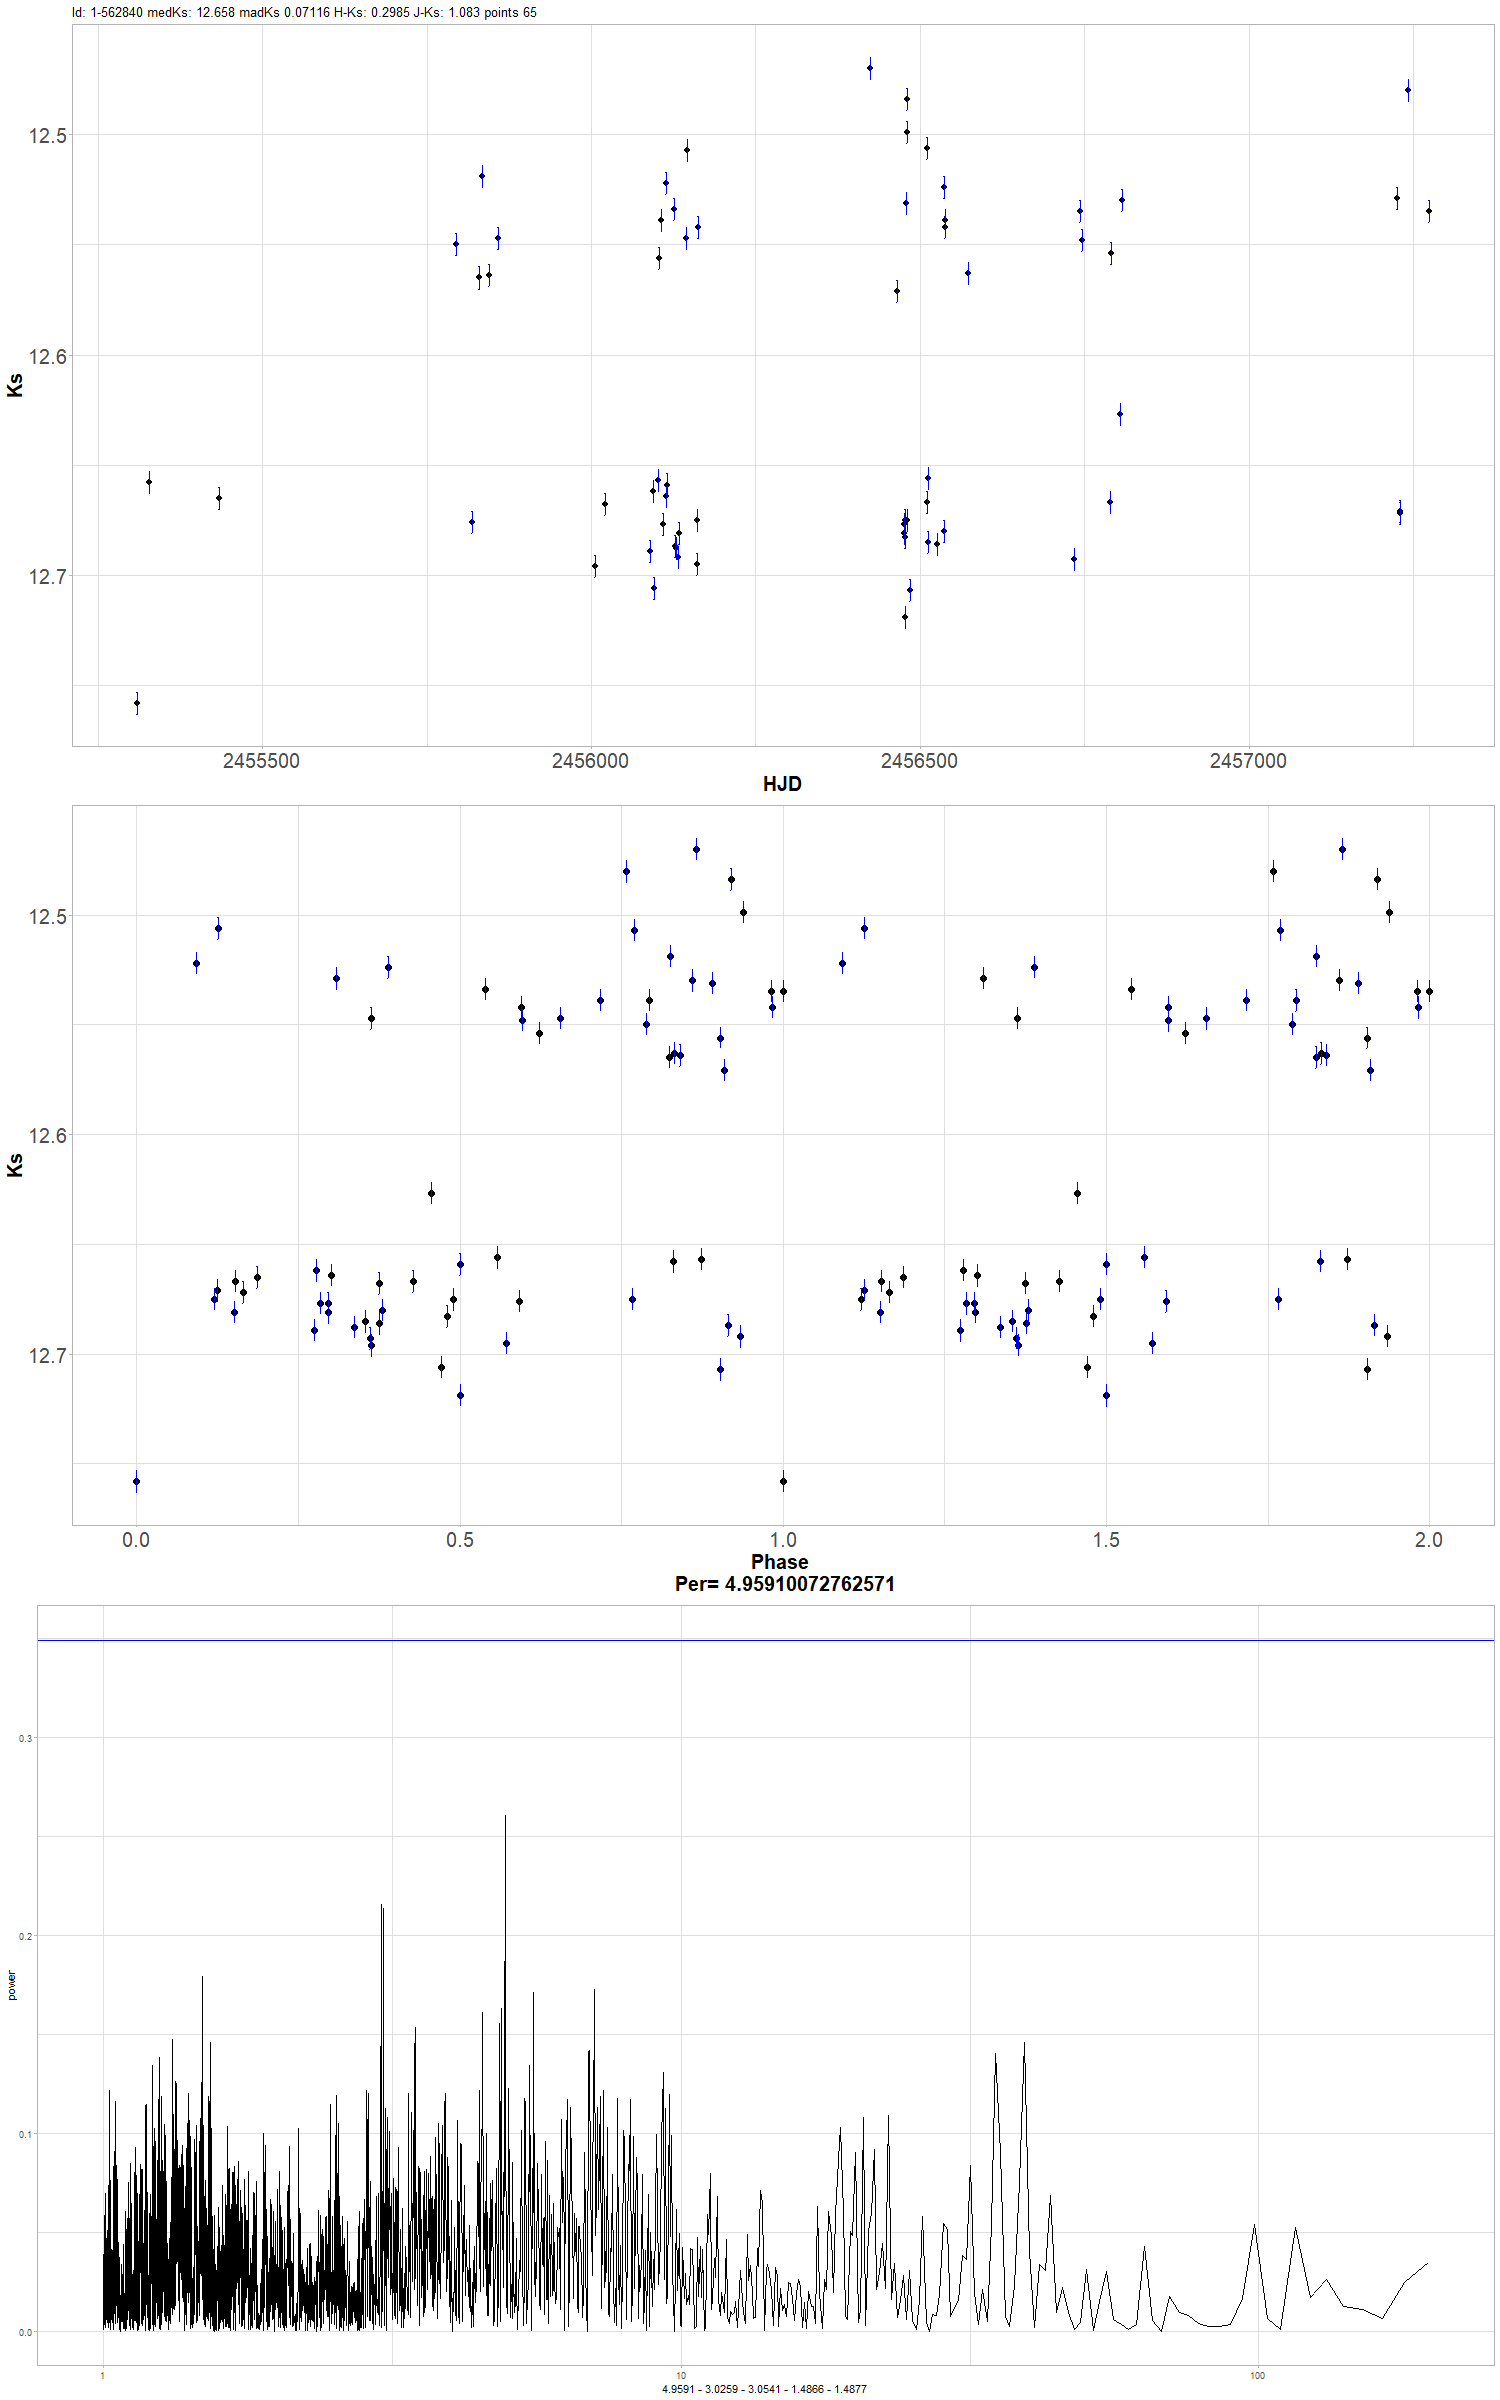 Id: 1-562840 medKs: 12.658 madKs 0.07116 H-Ks: 0.2985 J-Ks: 1.083 points 65
12.5
12.6
12.7
Ks
2455500 2456000 2456500 2457000
HJD
12.5
12.6
12.7
Ks
0.0 0.5 1.0 1.5 2.0
Phase
Per= 4.95910072762571
0.3
0.2
0.1
0.0
power
1 10 100
4.9591 - 3.0259 - 3.0541 - 1.4866 - 1.4877